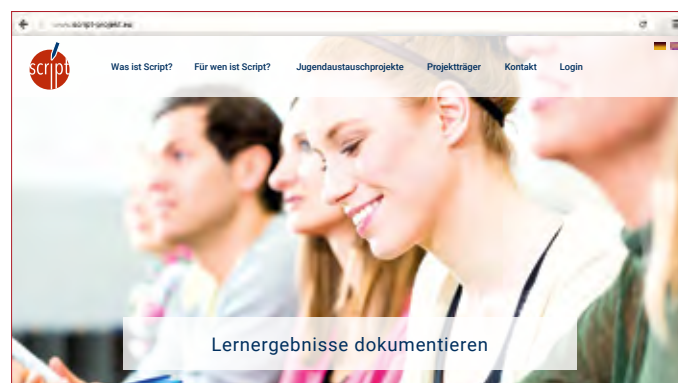 www.script-projekt.eu
script
Was ist Script? Für wen ist Script? Jugendaustauschprojekte Projektträger Kontakt Login
Lernergebnisse dokumentieren